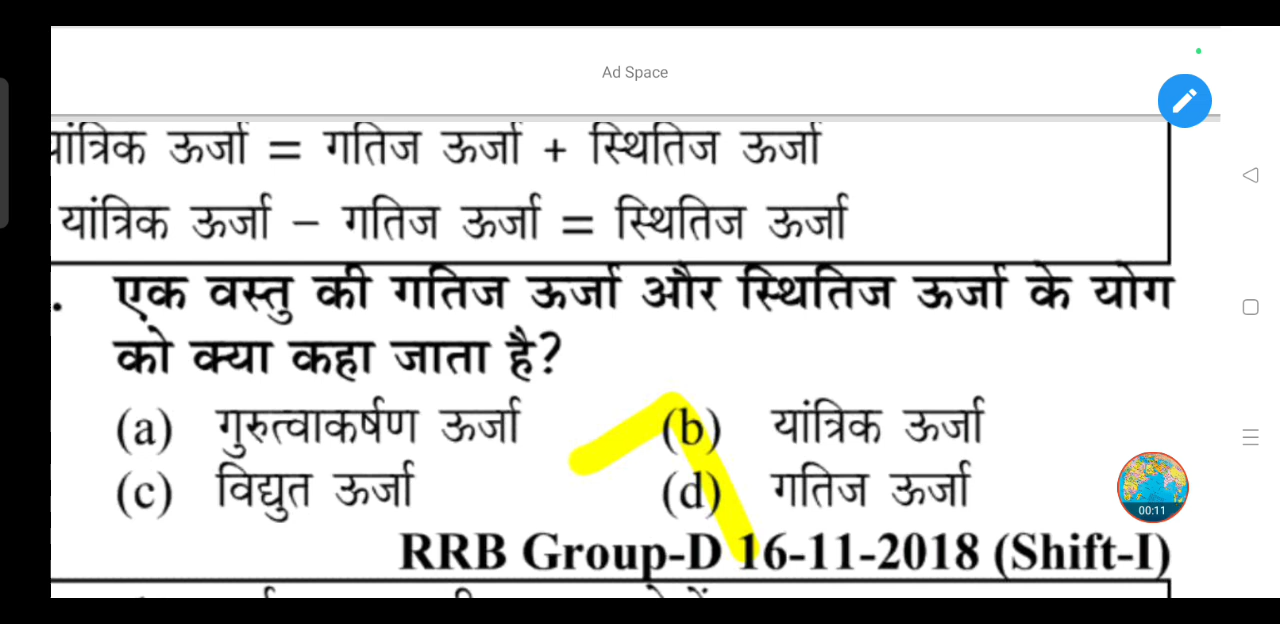 Ad Space
यांत्रिक ऊर्जा = गतिज ऊर्जा + स्थितिज ऊर्जा
यांत्रिक ऊर्जा – गतिज ऊर्जा = स्थितिज ऊर्जा
. एक वस्तु की गतिज ऊर्जा और स्थितिज ऊर्जा के योग
को क्या कहा जाता है?
(a) गुरुत्वाकर्षण ऊर्जा (b) यांत्रिक ऊर्जा
(c) विद्युत ऊर्जा (d) गतिज ऊर्जा
00:11
RRB Group-D 16-11-2018 (Shift-I)